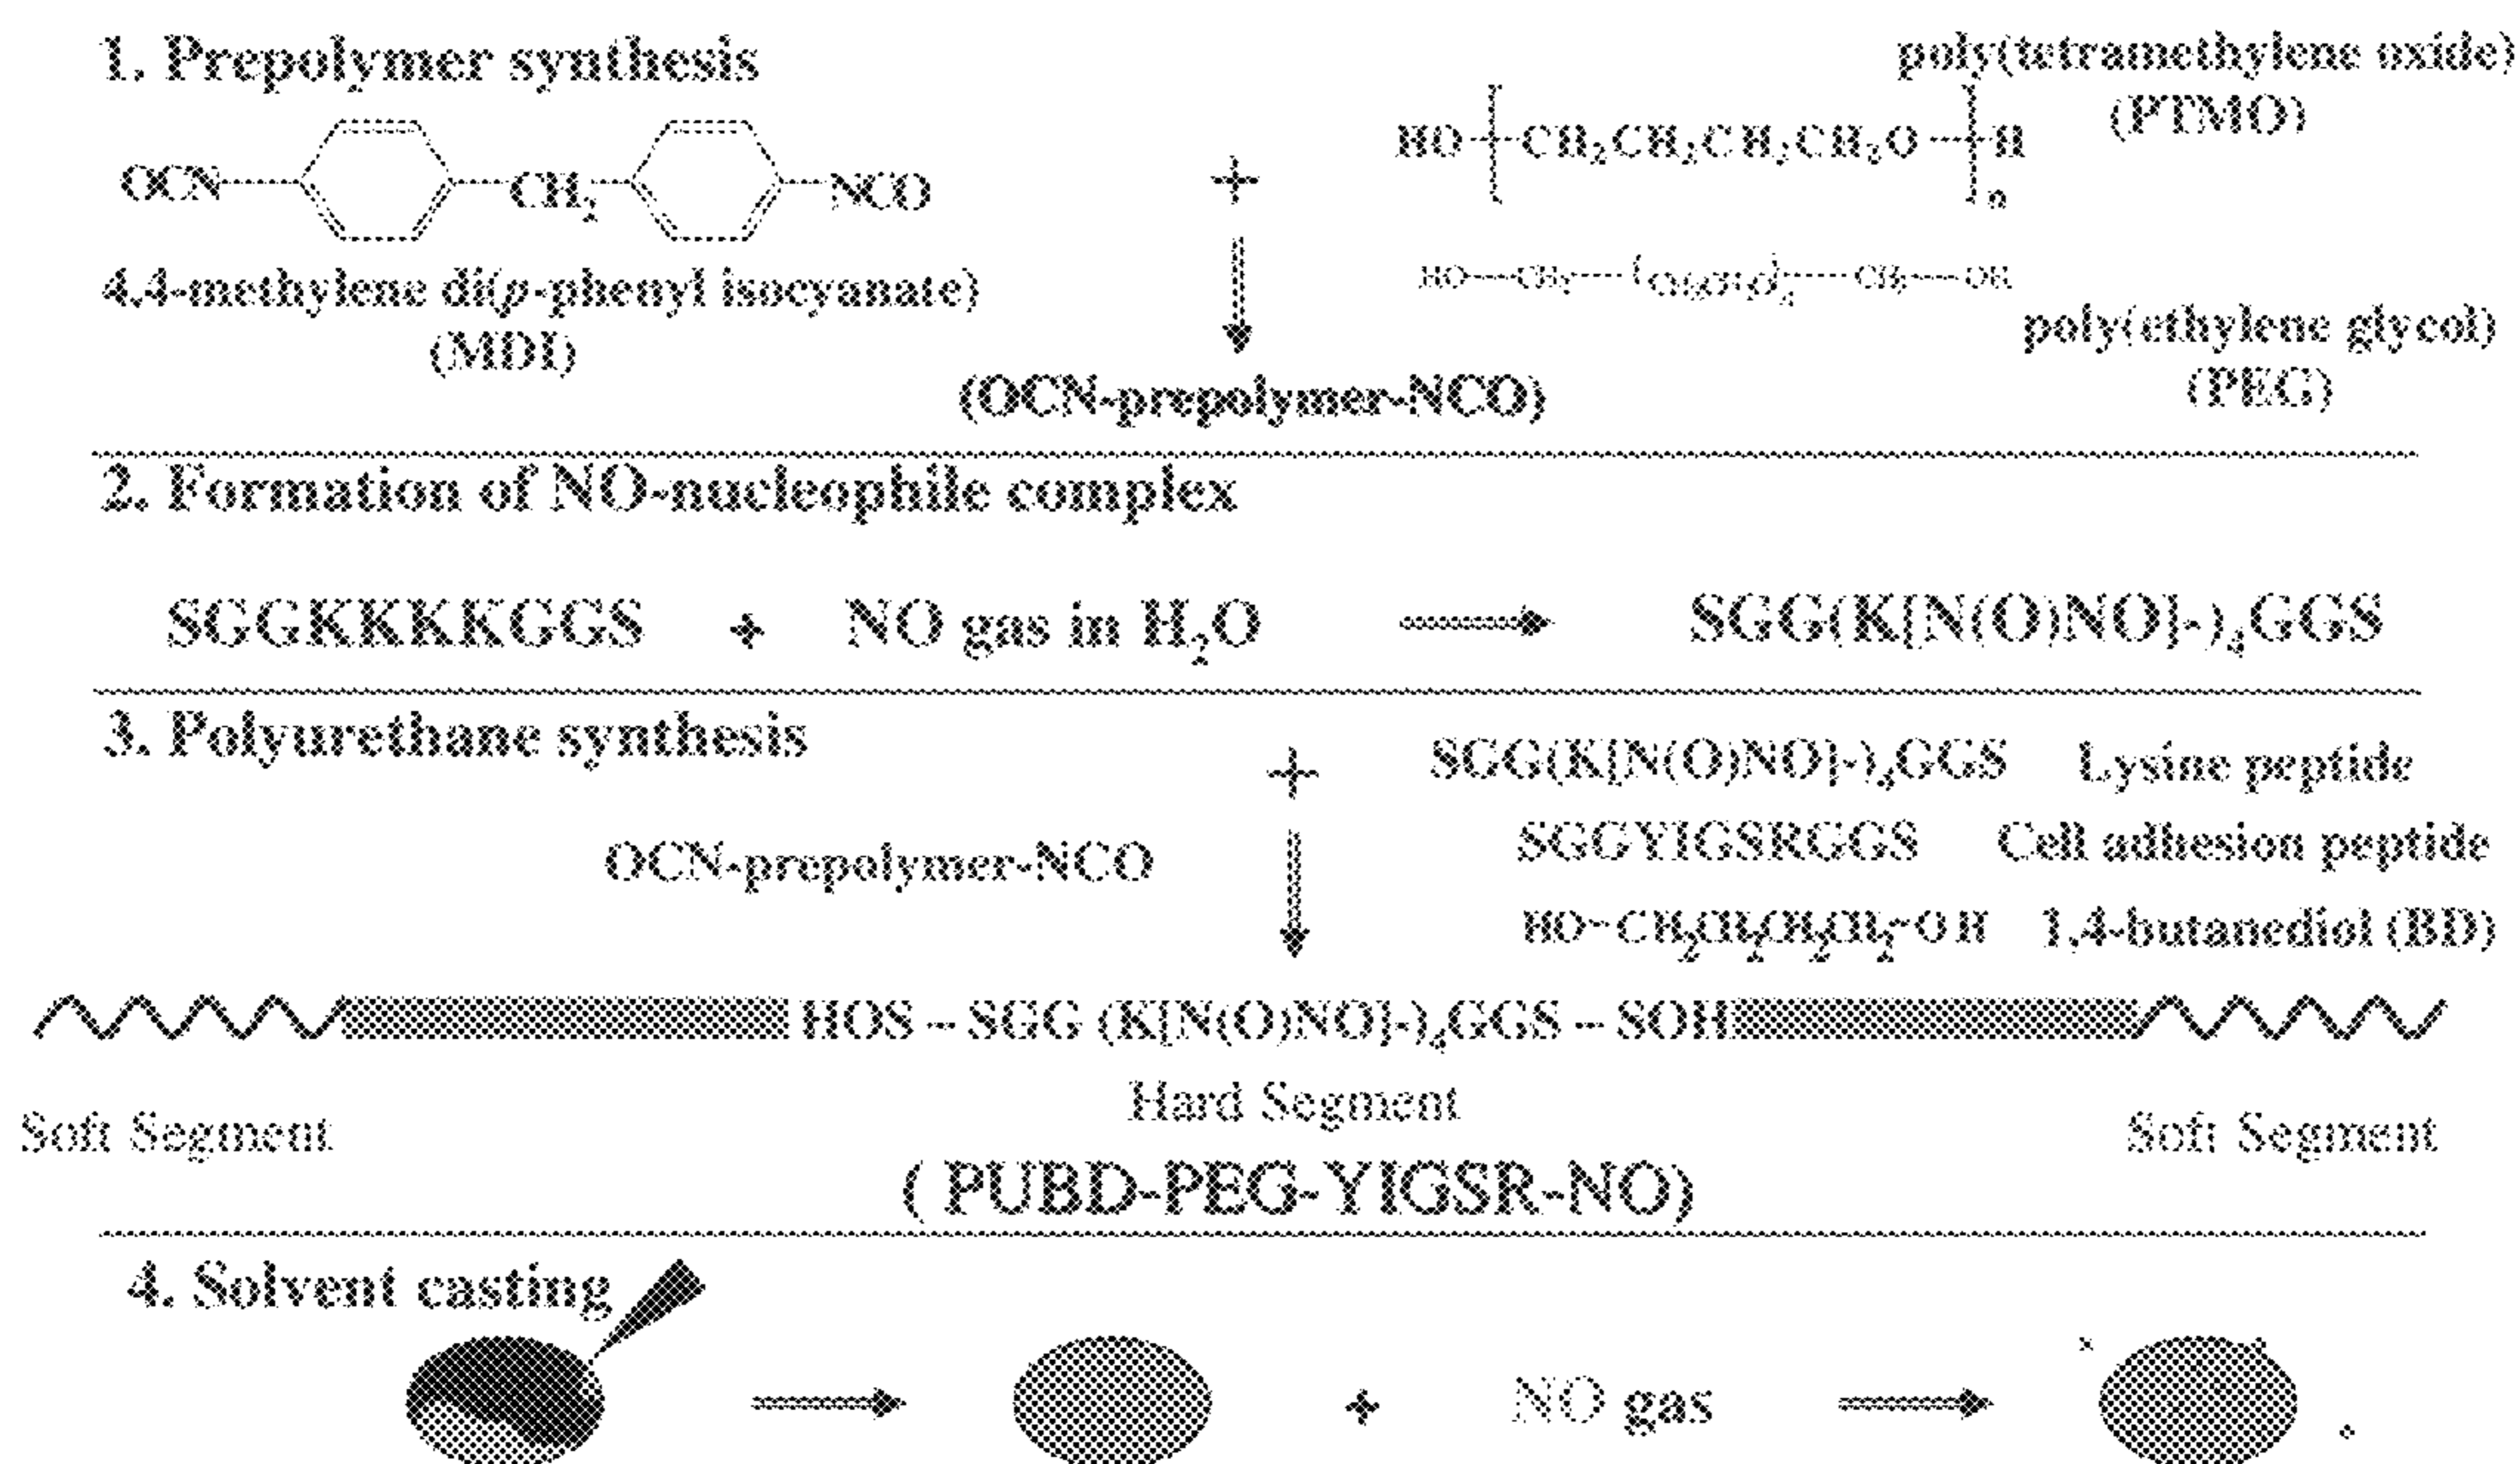 1. Prepolymer synthesis
poly(tetramethylene oxide)
(PTMO)
HO CH₂CH₂CH₂CH₂O H
n
OCN CH₂ NCO
+
4,4-methylene di(p-phenyl isocyanate)
(MDI)
HO CH₂ CH₂ OH
poly(ethylene glycol)
(PEG)
(OCN-prepolymer-NCO)
2. Formation of NO-nucleophile complex
SGGKKKKGGS + NO gas in H₂O SGG(K[N(O)NO]-)₄GGS
3. Polyurethane synthesis
+
SGG(K[N(O)NO]-)₄GGS Lysine peptide
SGGYIGSRGGS Cell adhesion peptide
OCN-prepolymer-NCO
HO-CH₂CH₂CH₂CH₂-OH 1,4-butanediol (BD)
HOS - SGG (K[N(O)NO]-)₄GGS - SOH
Hard Segment
Soft Segment Soft Segment
( PUBD-PEG-YIGSR-NO)
4. Solvent casting
+ NO gas